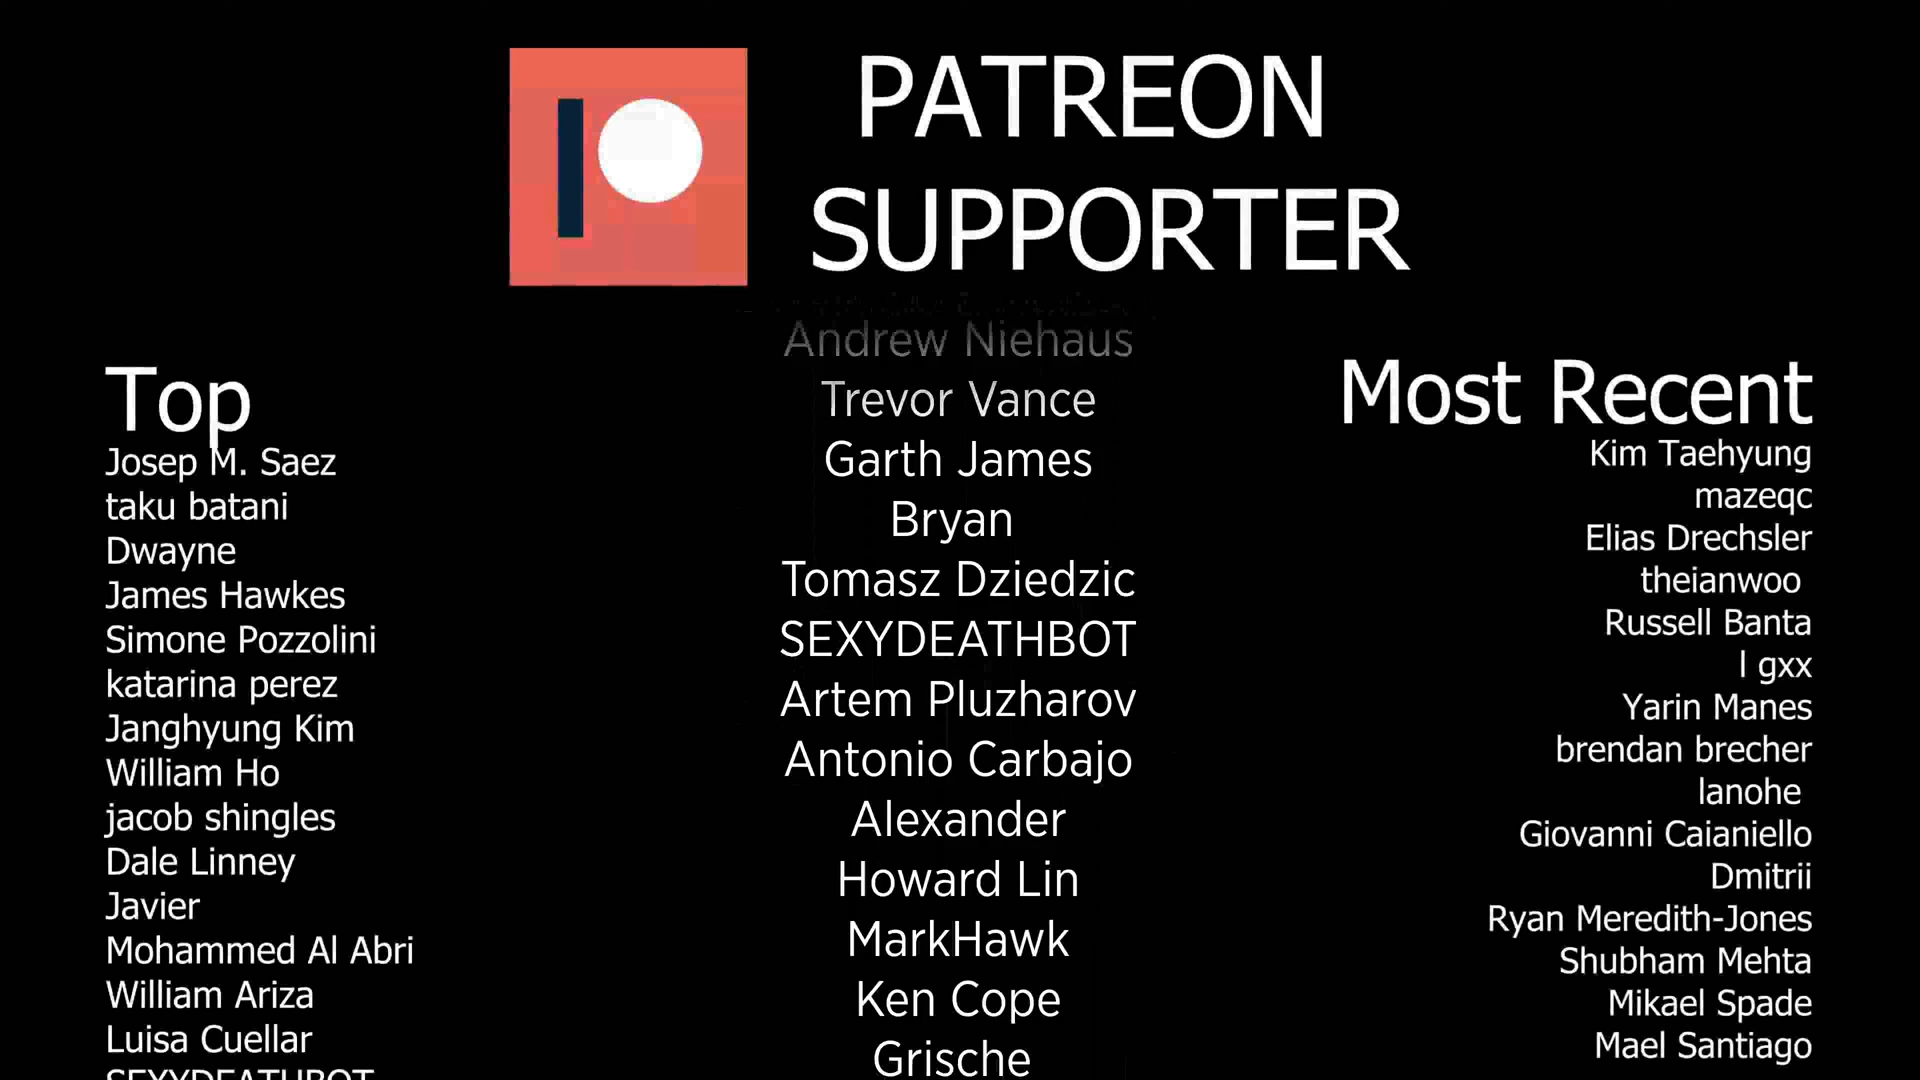 PATREON
SUPPORTER
Top
Josep M. Saez
taku batani
Dwayne
James Hawkes
Simone Pozzolini
katarina perez
Janghyung Kim
William Ho
jacob shingles
Dale Linney
Javier
Mohammed Al Abri
William Ariza
Luisa Cuellar
SEXYDEATHBOT
Andrew Niehaus
Trevor Vance
Garth James
Bryan
Tomasz Dziedzic
SEXYDEATHBOT
Artem Pluzharov
Antonio Carbajo
Alexander
Howard Lin
MarkHawk
Ken Cope
Grische
Most Recent
Kim Taehyung
mazeqc
Elias Drechsler
theianwoo
Russell Banta
l gxx
Yarin Manes
brendan brecher
lanohe
Giovanni Caianiello
Dmitrii
Ryan Meredith-Jones
Shubham Mehta
Mikael Spade
Mael Santiago